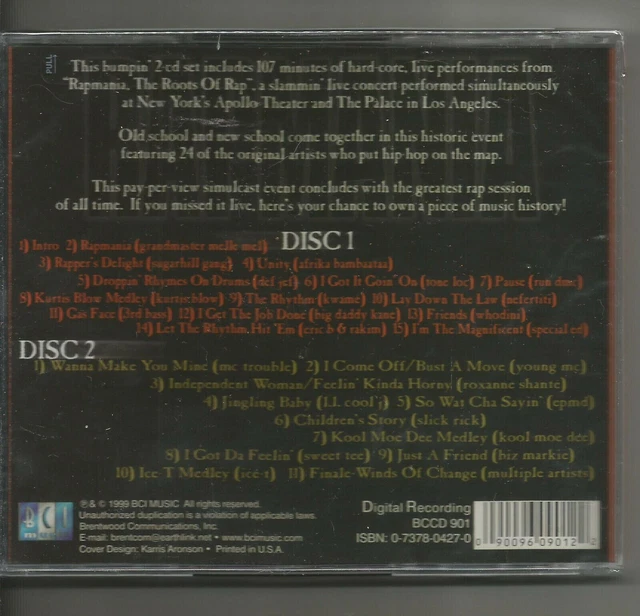 PULL
This bumpin' 2-cd set includes 107 minutes of hard-core, live performances from
"Rapmania, The Roots Of Rap", a slammin' live concert performed simultaneously
at New York's Apollo Theater and The Palace in Los Angeles.
Old school and new school come together in this historic event
featuring 24 of the original artists who put hip-hop on the map.
This pay-per-view simulcast event concludes with the greatest rap session
of all time. If you missed it live, here's your chance to own a piece of music history!
DISC 1
1) Intro 2) Rapmania (grandmaster melle mel)
3) Rapper's Delight (sugarhill gang) 4) Unity (afrika bambaataa)
5) Droppin' Rhymes On Drums (def jef) 6) I Got It Goin' On (tone loc) 7) Pause (run dmc)
8) Kurtis Blow Medley (kurtis blow) 9) The Rhythm (kwame) 10) Lay Down The Law (nefertiti)
11) Gas Face (3rd bass) 12) I Get The Job Done (big daddy kane) 13) Friends (whodini)
14) Let The Rhythm Hit 'Em (eric b & rakim) 15) I'm The Magnificent (special ed)
DISC 2
1) Wanna Make You Mine (mc trouble) 2) I Come Off/Bust A Move (young mc)
3) Independent Woman/Feelin' Kinda Horny (roxanne shante)
4) Jingling Baby (l.l. cool j) 5) So Wat Cha Sayin' (epmd)
6) Children's Story (slick rick)
7) Kool Moe Dee Medley (kool moe dee)
8) I Got Da Feelin' (sweet tee) 9) Just A Friend (biz markie)
10) Ice-T Medley (ice-t) 11) Finale-Winds Of Change (multiple artists)
BCI
℗ & © 1999 BCI MUSIC All rights reserved.
Unauthorized duplication is a violation of applicable laws.
Brentwood Communications, Inc.
E-mail: brentcom@earthlink.net • www.bcimusic.com
Cover Design: Karris Aronson • Printed in U.S.A.
Digital Recording
BCCD 901
ISBN: 0-7378-0427-0
0 90096 09012 2